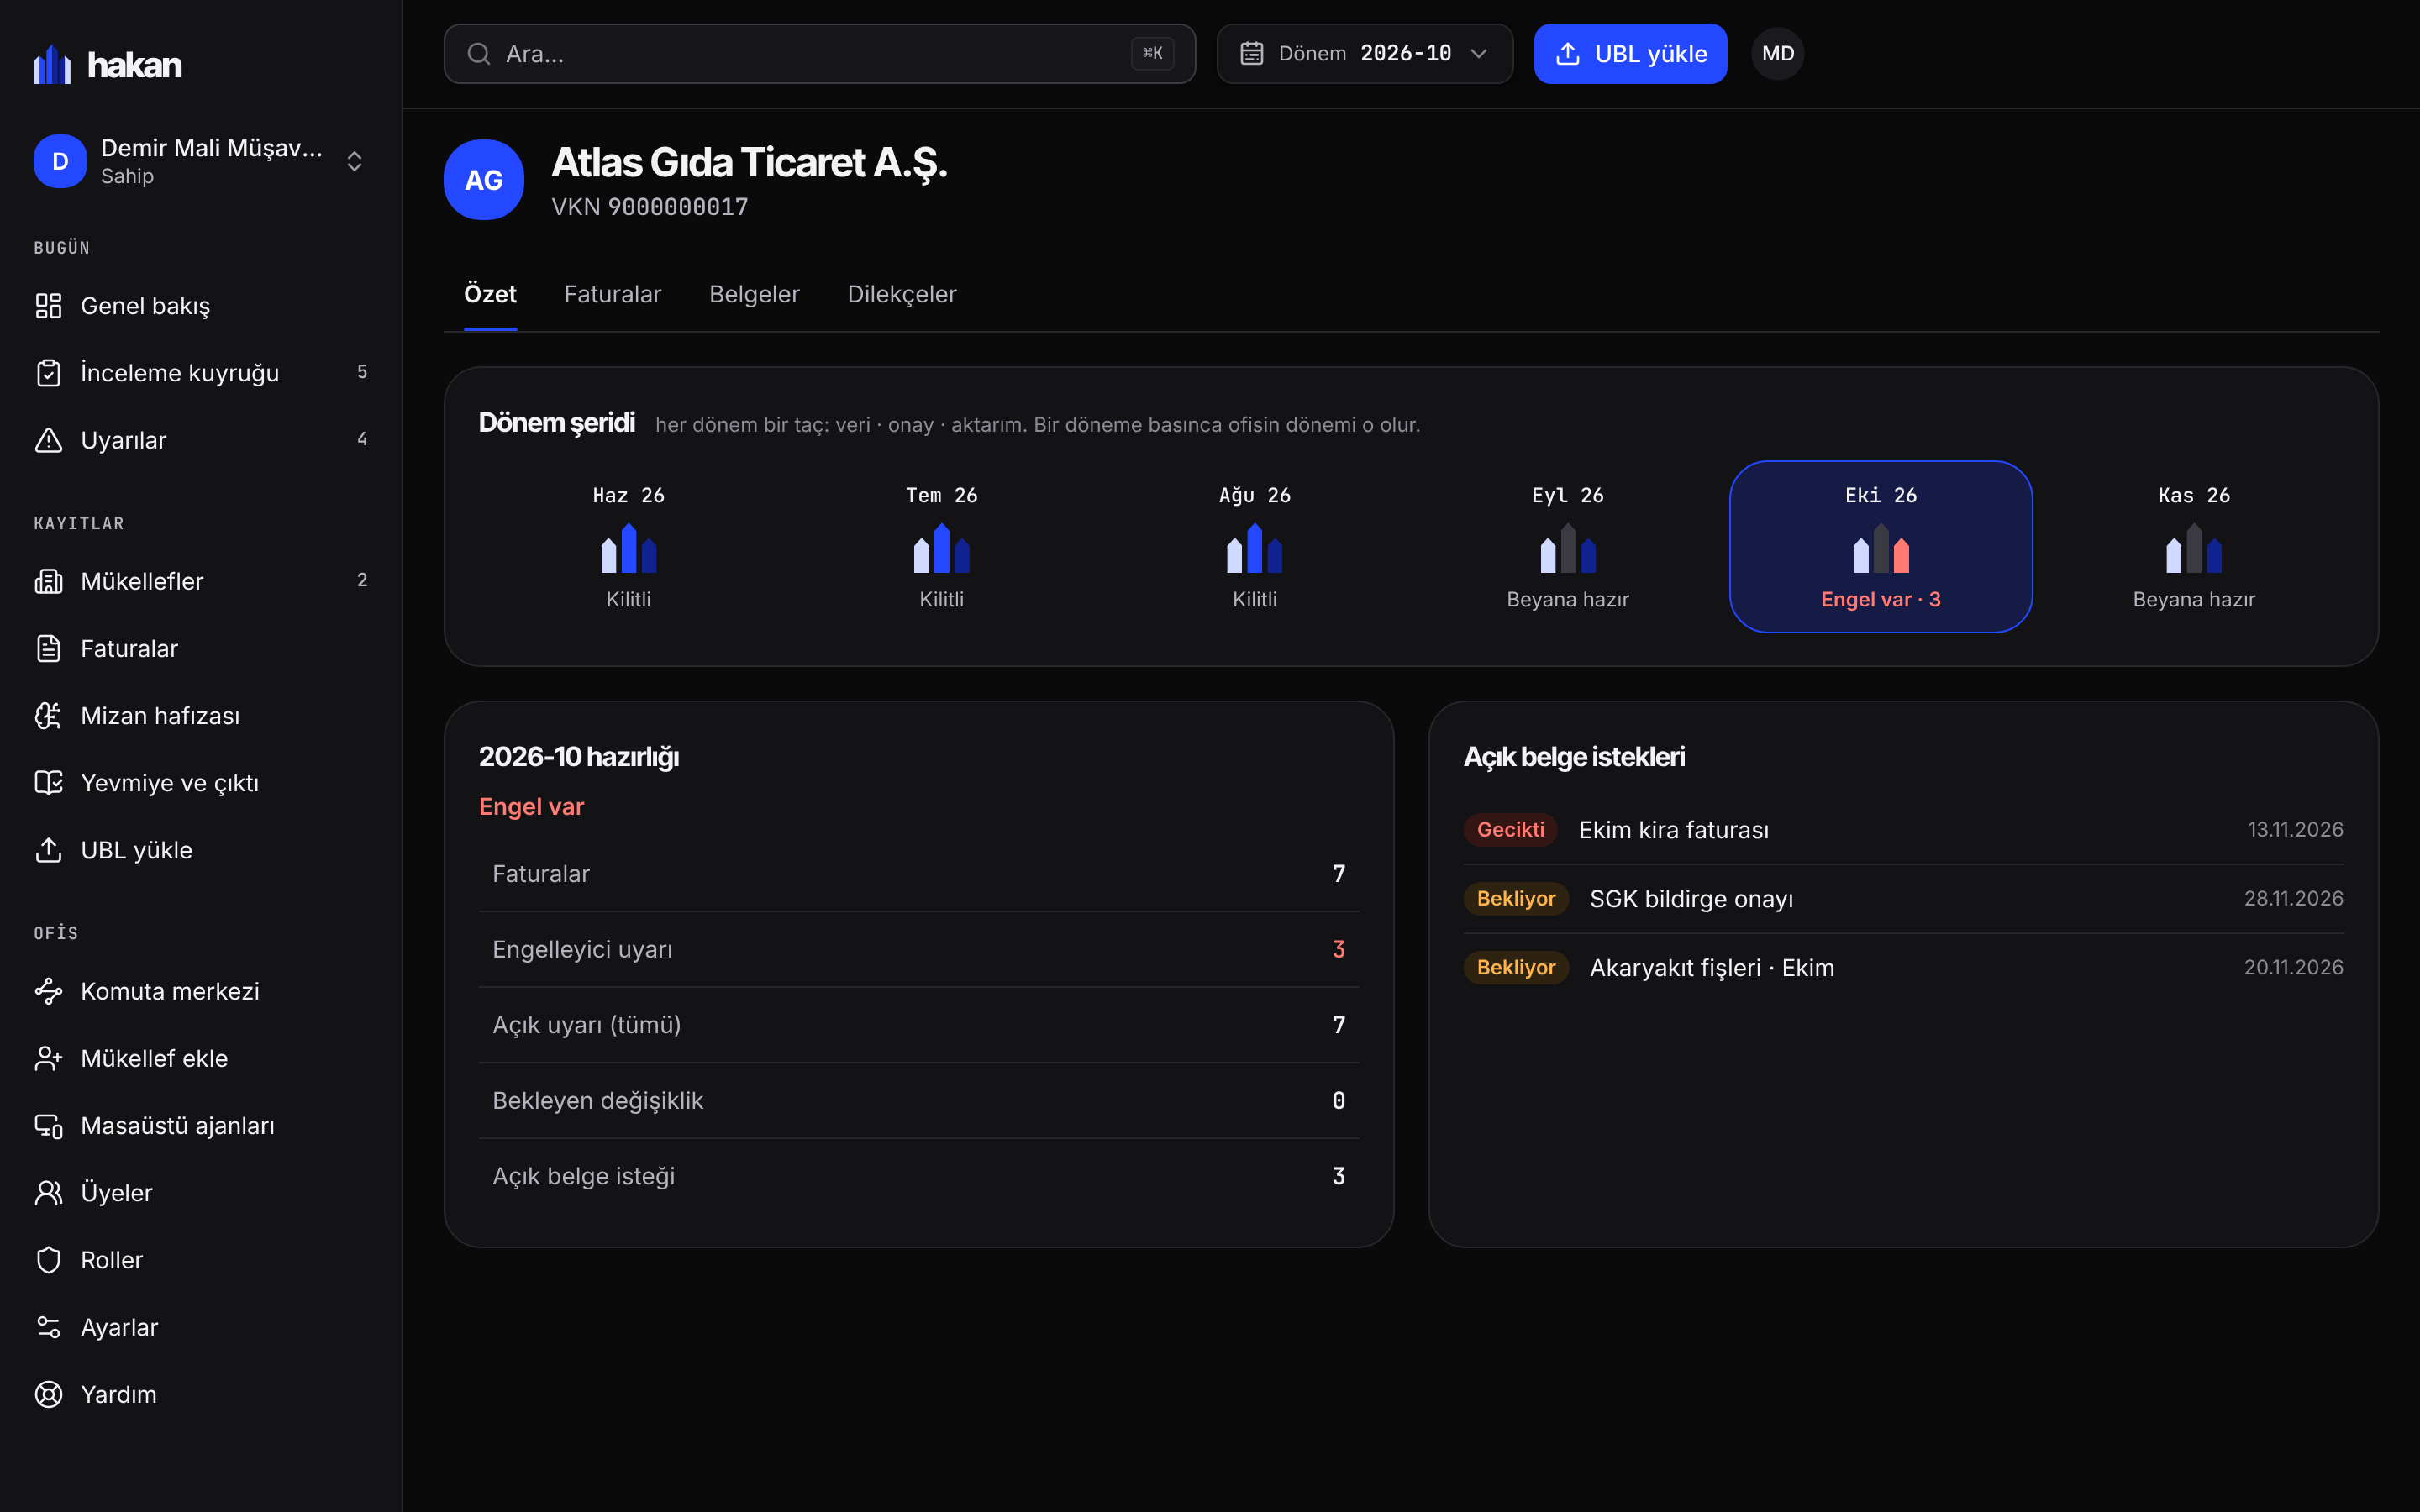 hakan
Demir Mali Müşav...
Sahip
BUGÜN
Genel bakış
İnceleme kuyruğu 5
Uyarılar 4
KAYITLAR
Mükellefler 2
Faturalar
Mizan hafızası
Yevmiye ve çıktı
UBL yükle
OFİS
Komuta merkezi
Mükellef ekle
Masaüstü ajanları
Üyeler
Roller
Ayarlar
Yardım
Ara... ⌘K
Dönem 2026-10
UBL yükle
MD
D
AG
Atlas Gıda Ticaret A.Ş.
VKN 9000000017
Özet Faturalar Belgeler Dilekçeler
Dönem şeridi her dönem bir taç: veri · onay · aktarım. Bir döneme basınca ofisin dönemi o olur.
Haz 26 Tem 26 Ağu 26 Eyl 26 Eki 26 Kas 26
Kilitli Kilitli Kilitli Beyana hazır Engel var · 3 Beyana hazır
2026-10 hazırlığı
Engel var
Faturalar 7
Engelleyici uyarı 3
Açık uyarı (tümü) 7
Bekleyen değişiklik 0
Açık belge isteği 3
Açık belge istekleri
Gecikti Ekim kira faturası 13.11.2026
Bekliyor SGK bildirge onayı 28.11.2026
Bekliyor Akaryakıt fişleri · Ekim 20.11.2026